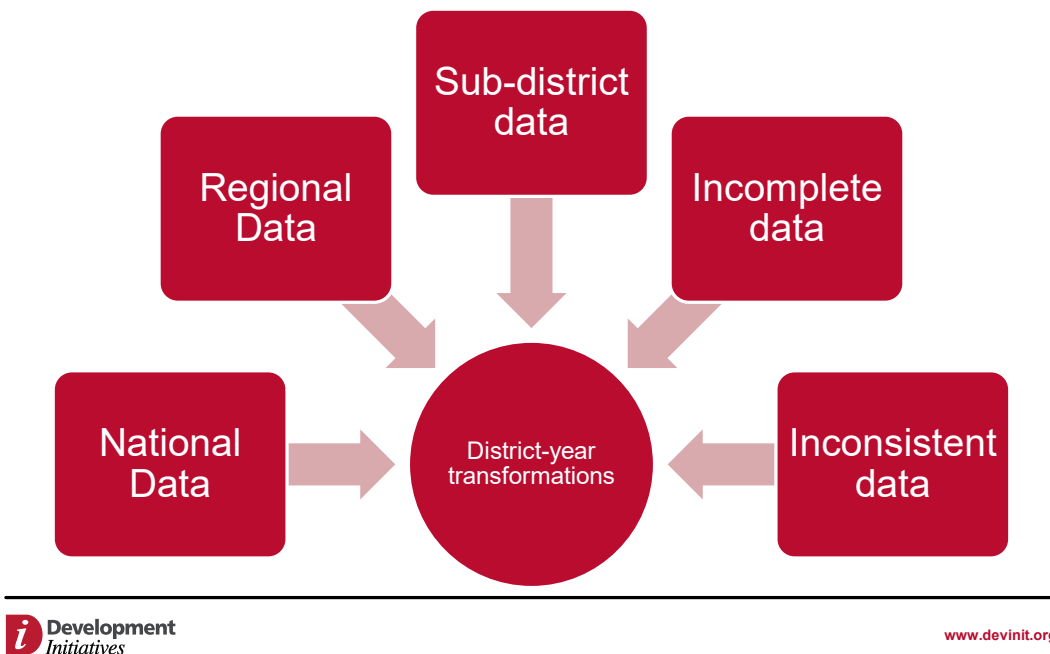 Sub-district
data
Regional
Data
Incomplete
data
National
Data
District-year
transformations
Inconsistent
data
i Development
Initiatives
www.devinit.org